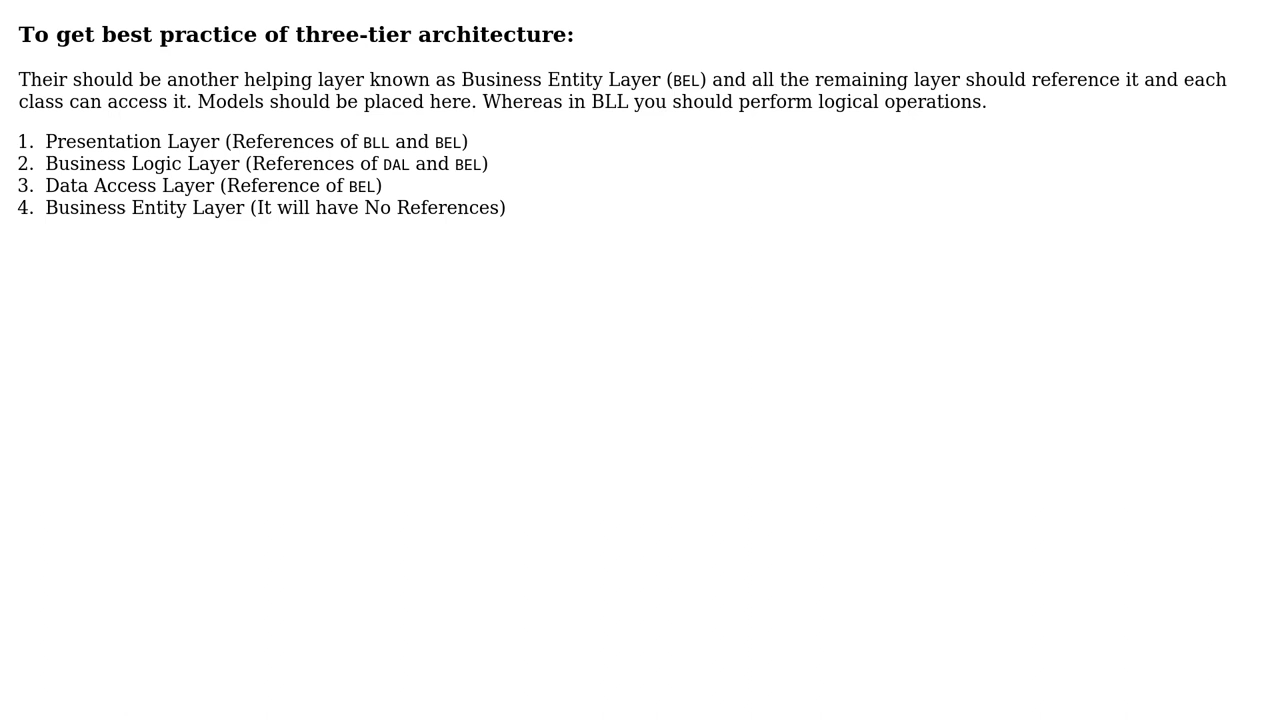 To get best practice of three-tier architecture:
Their should be another helping layer known as Business Entity Layer (BEL) and all the remaining layer should reference it and each
class can access it. Models should be placed here. Whereas in BLL you should perform logical operations.
1. Presentation Layer (References of BLL and BEL)
2. Business Logic Layer (References of DAL and BEL)
3. Data Access Layer (Reference of BEL)
4. Business Entity Layer (It will have No References)